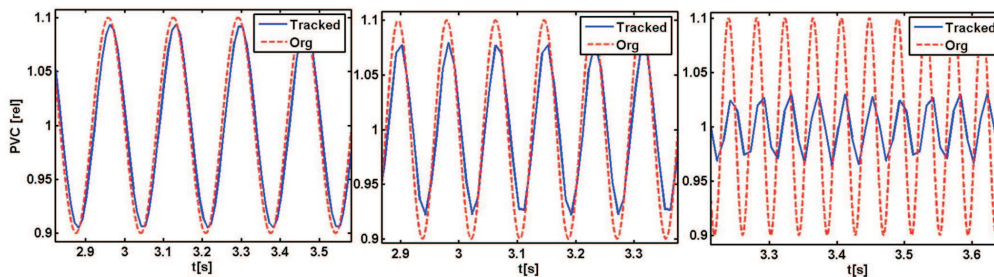 PVC [rel]
1.1
1.05
1
0.95
0.9
2.9 3 3.1 3.2 3.3 3.4 3.5
t[s]
Tracked
Org
1.1
1.05
1
0.95
0.9
2.9 3 3.1 3.2 3.3
t[s]
Tracked
Org
1.1
1.05
1
0.95
0.9
3.3 3.4 3.5 3.6
t[s]
Tracked
Org